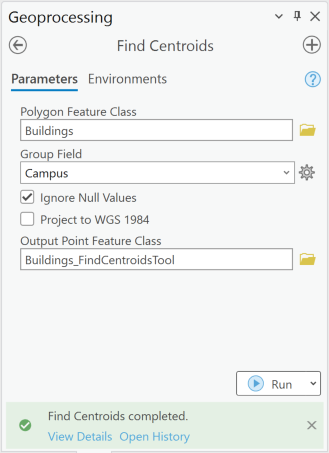 Geoprocessing
Find Centroids
Parameters Environments
Polygon Feature Class
Buildings
Group Field
Campus
Ignore Null Values
Project to WGS 1984
Output Point Feature Class
Buildings_FindCentroidsTool
Run
Find Centroids completed.
View Details Open History